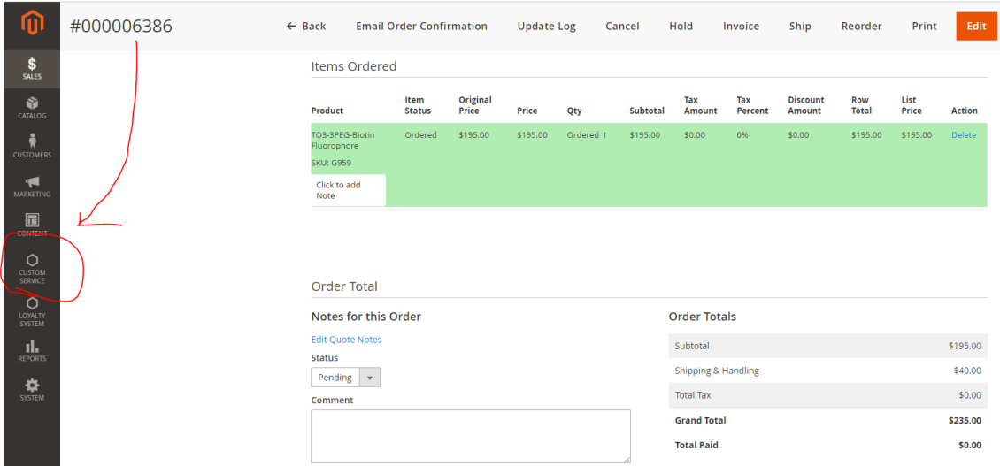 #000006386
← Back Email Order Confirmation Update Log Cancel Hold Invoice Ship Reorder Print Edit
$
SALES
CATALOG
CUSTOMERS
MARKETING
CONTENT
CUSTOM
SERVICE
LOYALTY
SYSTEM
REPORTS
SYSTEM
Items Ordered
Product Item Status Original Price Price Qty Subtotal Tax Amount Tax Percent Discount Amount Row Total List Price Action
TO3-3PEG-Biotin Ordered $195.00 $195.00 Ordered 1 $195.00 $0.00 0% $0.00 $195.00 $195.00 Delete
Fluorophore
SKU: G959
Click to add
Note
Order Total
Notes for this Order
Edit Quote Notes
Status
Pending
Comment
Order Totals
Subtotal $195.00
Shipping & Handling $40.00
Total Tax $0.00
Grand Total $235.00
Total Paid $0.00